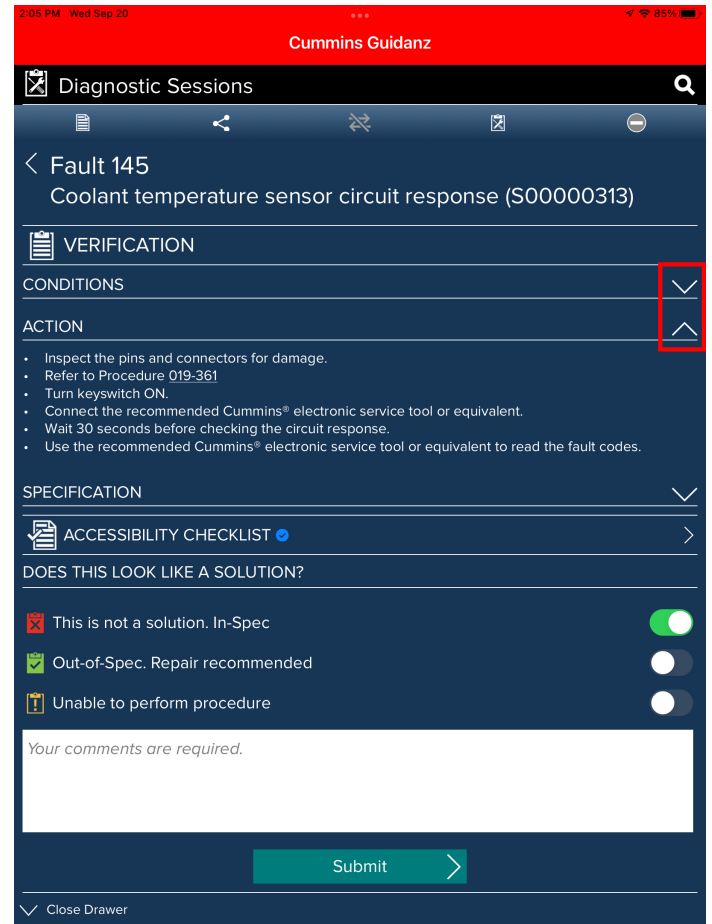 2:05 PM Wed Sep 20
85%
Cummins Guidanz
Diagnostic Sessions
Fault 145
Coolant temperature sensor circuit response (S00000313)
VERIFICATION
CONDITIONS
ACTION
• Inspect the pins and connectors for damage.
• Refer to Procedure 019-361
• Turn keyswitch ON.
• Connect the recommended Cummins® electronic service tool or equivalent.
• Wait 30 seconds before checking the circuit response.
• Use the recommended Cummins® electronic service tool or equivalent to read the fault codes.
SPECIFICATION
ACCESSIBILITY CHECKLIST
DOES THIS LOOK LIKE A SOLUTION?
This is not a solution. In-Spec
Out-of-Spec. Repair recommended
Unable to perform procedure
Your comments are required.
Submit
Close Drawer